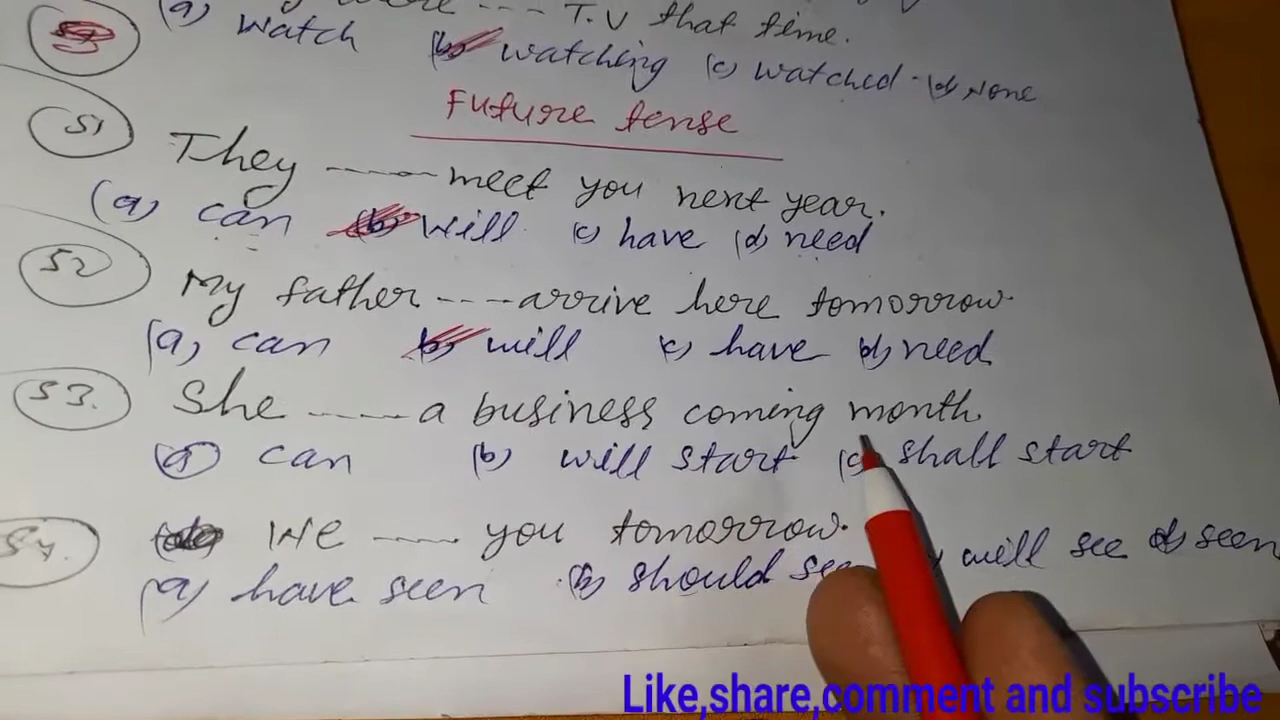 T.V that time.
(a) watch (b) watching (c) watched (d) None
Future tense
51 They ------ meet you next year.
(a) can (b) will (c) have (d) need
52 My father ---- arrive here tomorrow.
(a) can (b) will (c) have (d) need
53. She ------ a business coming month.
(a) can (b) will start (c) shall start
54. We ----- you tomorrow.
(a) have seen (b) should see will see (d) seen
Like,share,comment and subscribe